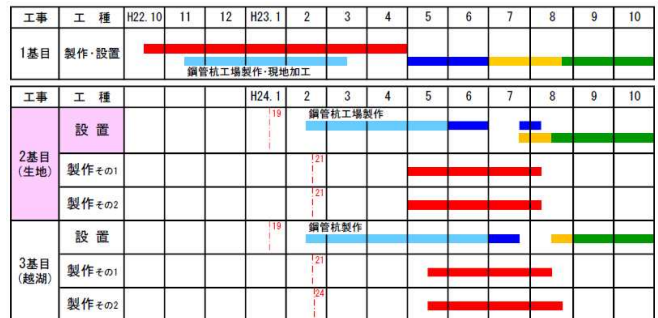 工事 工種 H22.10 11 12 H23.1 2 3 4 5 6 7 8 9 10
1基目 製作・設置
鋼管杭工場製作・現地加工
工事 工種 H24.1 2 3 4 5 6 7 8 9 10
2基目
(生地)
設置 19 鋼管杭工場製作
製作その1 21
製作その2 21
3基目
(越湖)
設置 19 鋼管杭製作
製作その1 21
製作その2 24